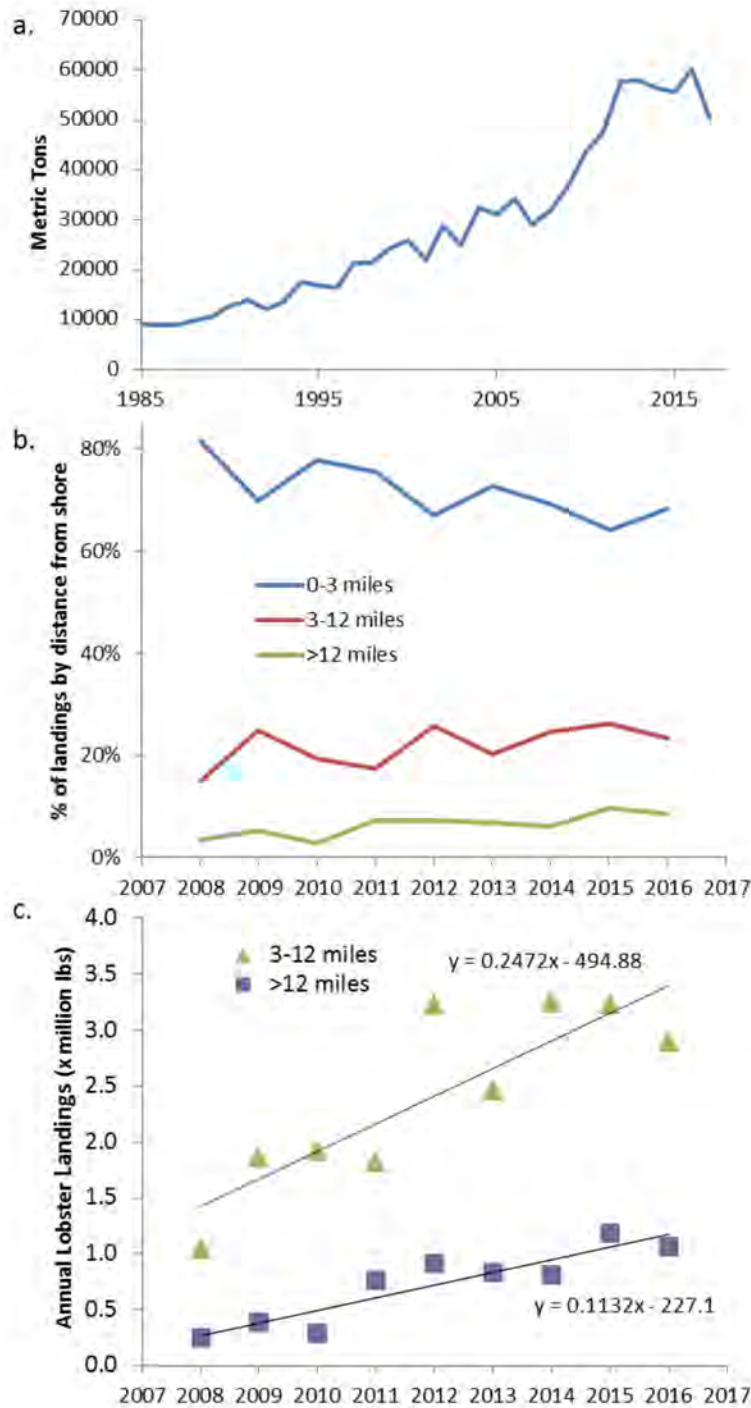 a.
70000
60000
50000
40000
30000
20000
10000
0
Metric Tons
1985 1995 2005 2015
b.
80%
60%
40%
20%
0%
% of landings by distance from shore
0-3 miles
3-12 miles
>12 miles
2007 2008 2009 2010 2011 2012 2013 2014 2015 2016 2017
c.
4.0
3.5
3.0
2.5
2.0
1.5
1.0
0.5
0.0
Annual Lobster Landings (x million lbs)
3-12 miles
>12 miles
y = 0.2472x - 494.88
y = 0.1132x - 227.1
2007 2008 2009 2010 2011 2012 2013 2014 2015 2016 2017